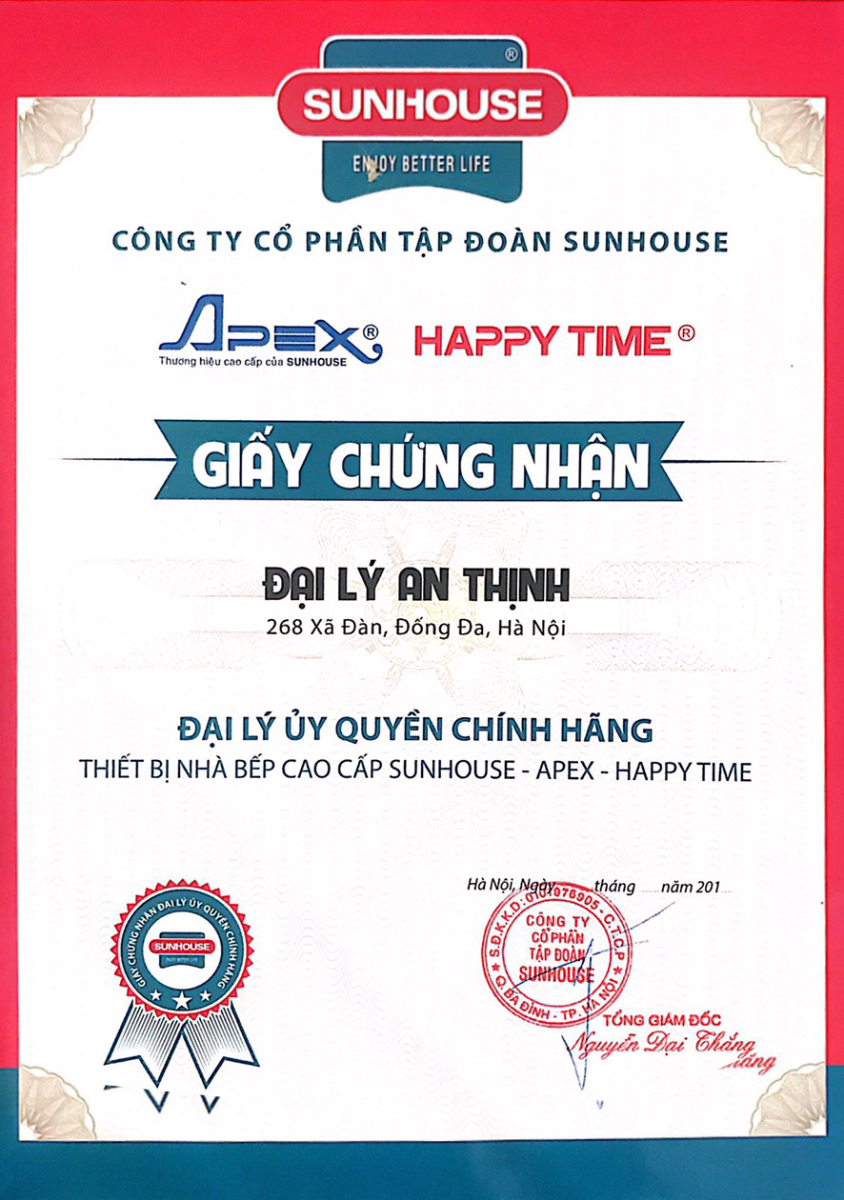 ®
SUNHOUSE
ENJOY BETTER LIFE
CÔNG TY CỔ PHẦN TẬP ĐOÀN SUNHOUSE
APEX®
Thương hiệu cao cấp của SUNHOUSE
HAPPY TIME®
GIẤY CHỨNG NHẬN
ĐẠI LÝ AN THỊNH
268 Xã Đàn, Đống Đa, Hà Nội
ĐẠI LÝ ỦY QUYỀN CHÍNH HÃNG
THIẾT BỊ NHÀ BẾP CAO CẤP SUNHOUSE - APEX - HAPPY TIME
Hà Nội, Ngày tháng năm 201
GIẤY CHỨNG NHẬN ĐẠI LÝ ỦY QUYỀN CHÍNH HÃNG
SUNHOUSE
ENJOY BETTER LIFE
S.Đ.K.K.D: 0101976905 - C.T.C.P
CÔNG TY
CỔ PHẦN
TẬP ĐOÀN
SUNHOUSE
Q. BA ĐÌNH - TP. HÀ NỘI
TỔNG GIÁM ĐỐC
Nguyễn Đại Thắng